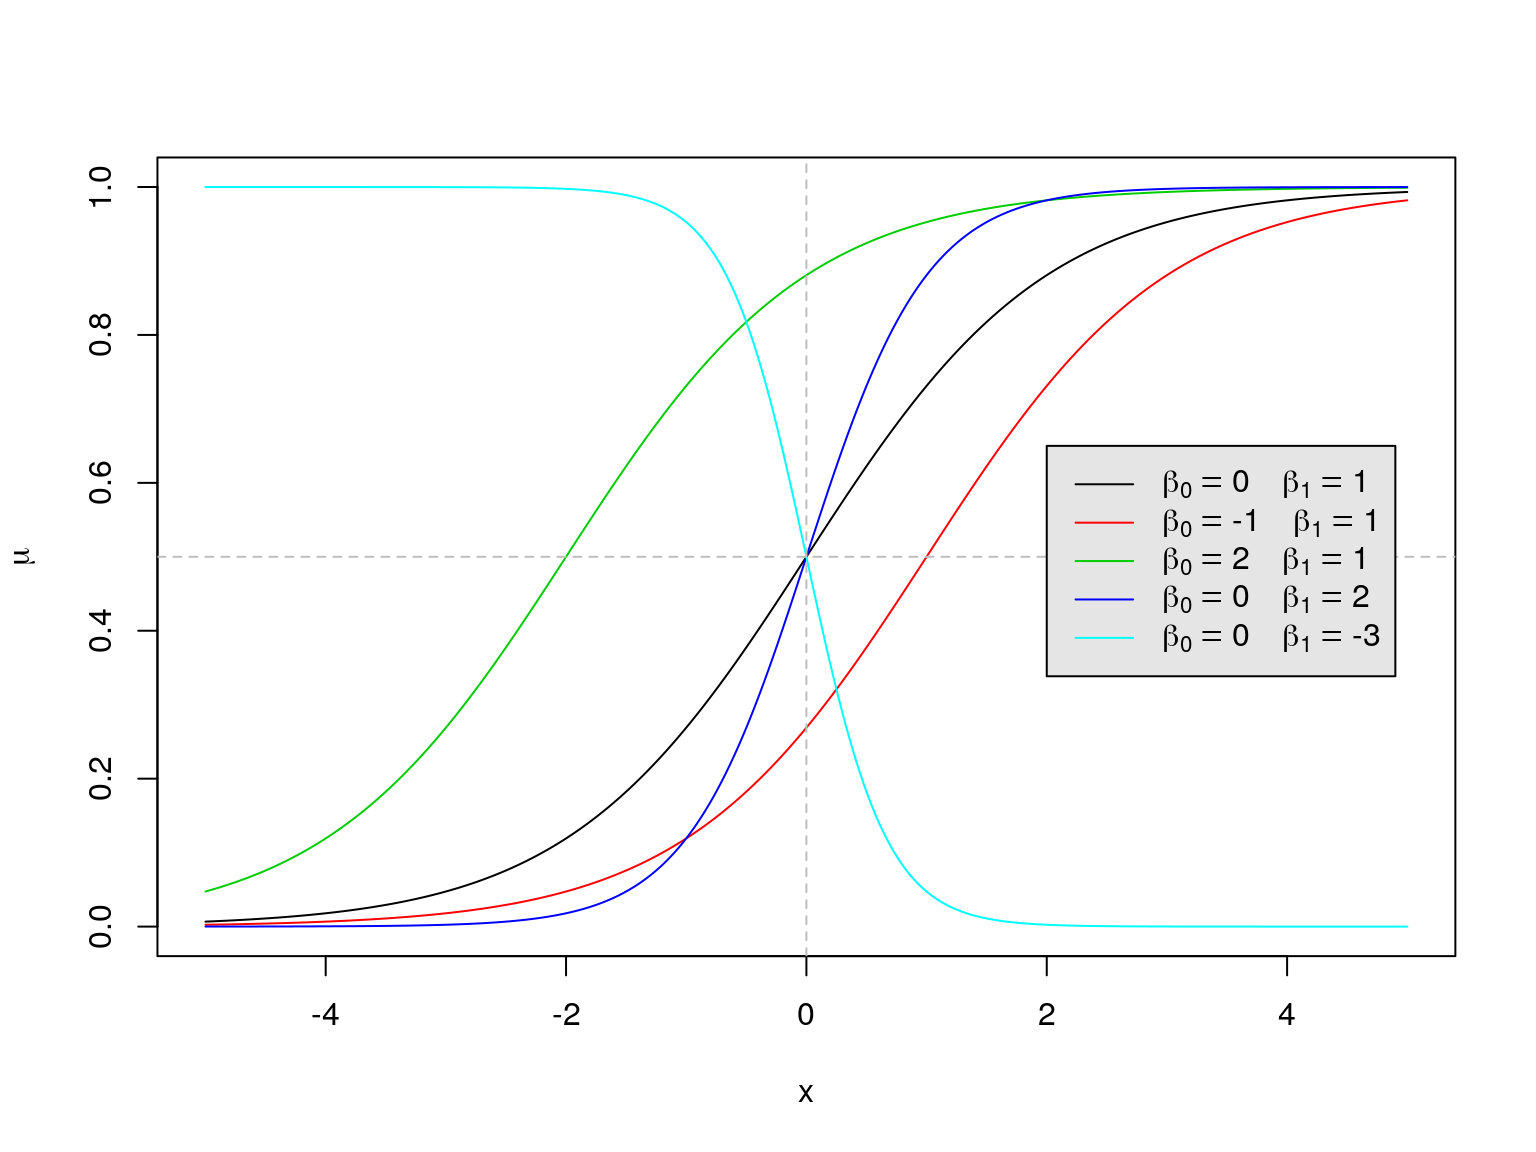 1.0
0.8
0.6
0.4
0.2
0.0
μ
β0 = 0 β1 = 1
β0 = -1 β1 = 1
β0 = 2 β1 = 1
β0 = 0 β1 = 2
β0 = 0 β1 = -3
-4 -2 0 2 4
x